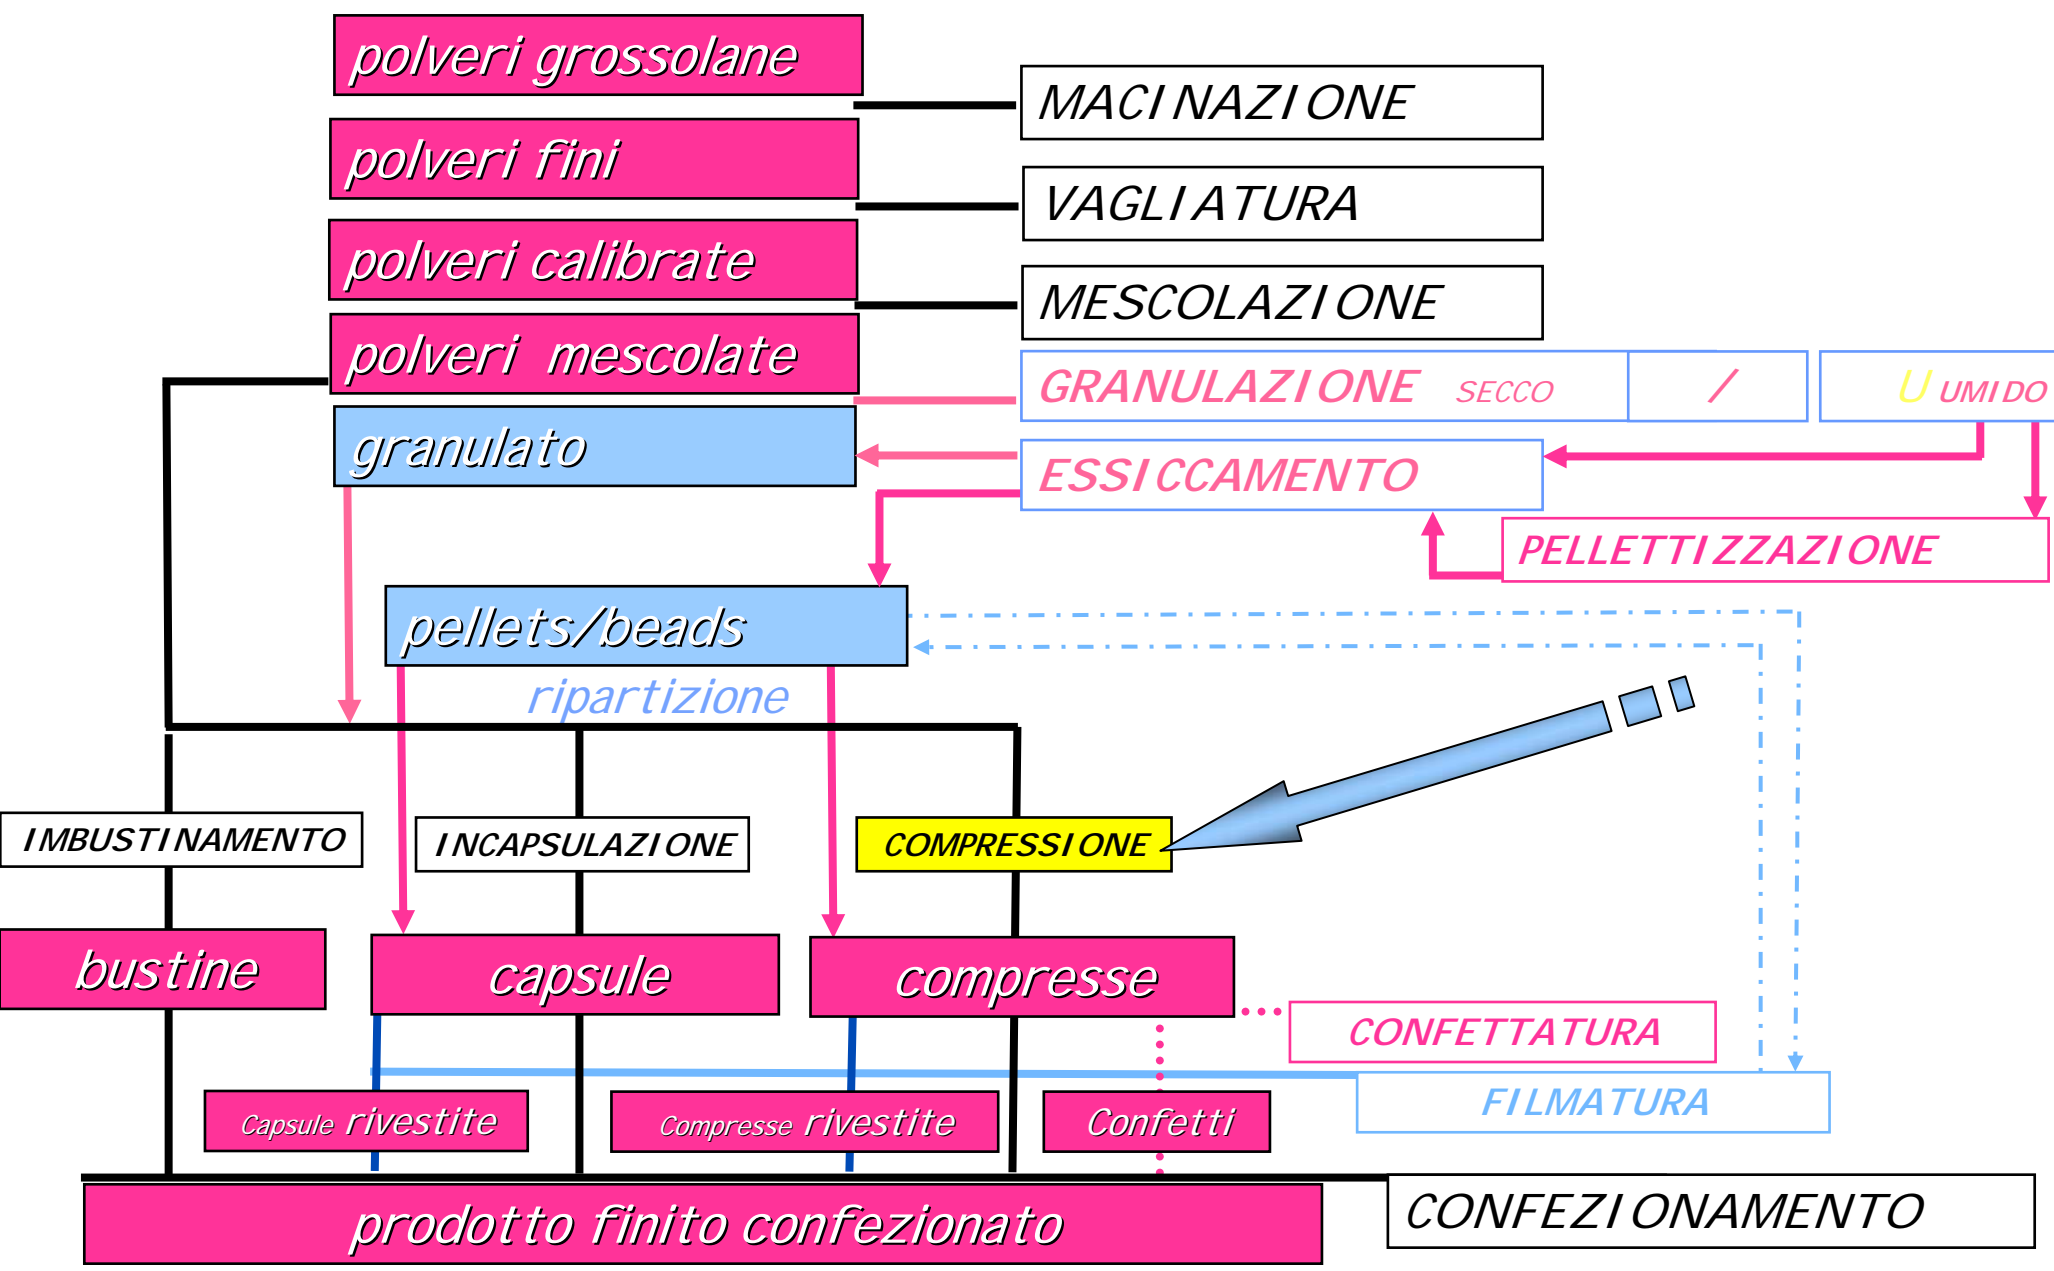 polveri grossolane
MACINAZIONE
polveri fini
VAGLIATURA
polveri calibrate
MESCOLAZIONE
polveri mescolate
GRANULAZIONE SECCO / U UMIDO
granulato
ESSICCAMENTO
PELLETTIZZAZIONE
pellets/beads
ripartizione
IMBUSTINAMENTO
INCAPSULAZIONE
COMPRESSIONE
bustine
capsule
compresse
CONFETTATURA
FILMATURA
Capsule rivestite
Compresse rivestite
Confetti
CONFEZIONAMENTO
prodotto finito confezionato